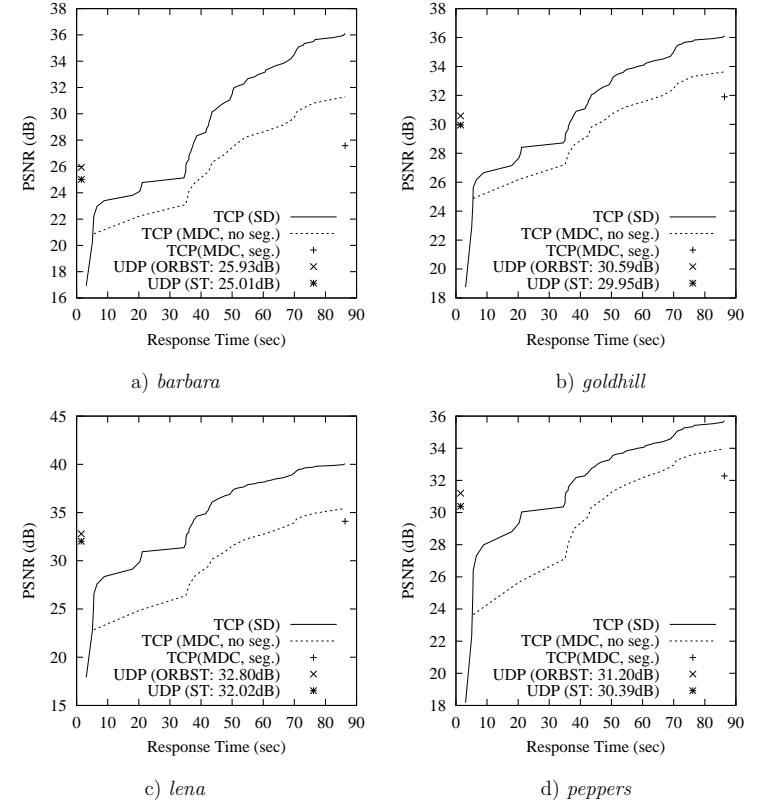 38
36
34
32
30
28
26
24
22
20
18
16
PSNR (dB)
TCP (SD)
TCP (MDC, no seg.)
TCP(MDC, seg.)
UDP (ORBST: 25.93dB)
UDP (ST: 25.01dB)
0 10 20 30 40 50 60 70 80 90
Response Time (sec)
a) barbara
38
36
34
32
30
28
26
24
22
20
18
PSNR (dB)
TCP (SD)
TCP (MDC, no seg.)
TCP(MDC, seg.)
UDP (ORBST: 30.59dB)
UDP (ST: 29.95dB)
0 10 20 30 40 50 60 70 80 90
Response Time (sec)
b) goldhill
45
40
35
30
25
20
15
PSNR (dB)
TCP (SD)
TCP (MDC, no seg.)
TCP(MDC, seg.)
UDP (ORBST: 32.80dB)
UDP (ST: 32.02dB)
0 10 20 30 40 50 60 70 80 90
Response Time (sec)
c) lena
36
34
32
30
28
26
24
22
20
18
PSNR (dB)
TCP (SD)
TCP (MDC, no seg.)
TCP(MDC, seg.)
UDP (ORBST: 31.20dB)
UDP (ST: 30.39dB)
0 10 20 30 40 50 60 70 80 90
Response Time (sec)
d) peppers